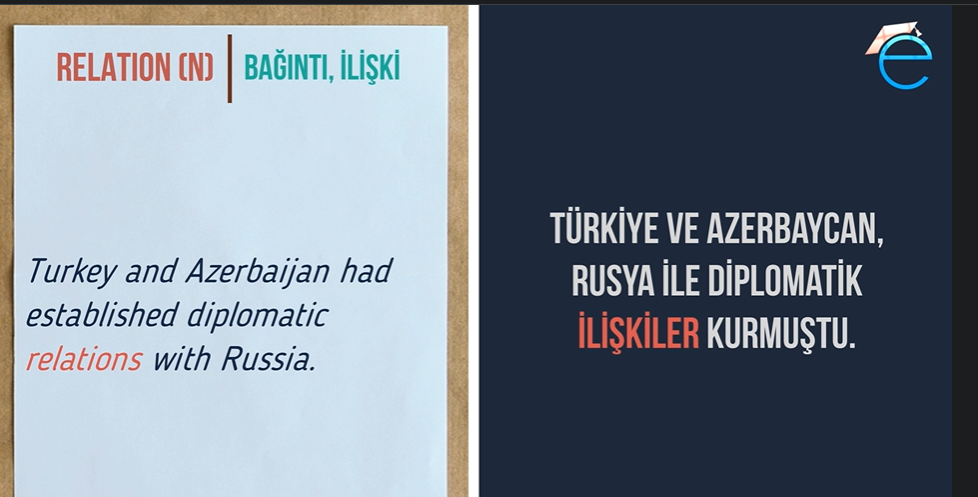 RELATION (N) | BAĞINTI, İLİŞKİ
Turkey and Azerbaijan had
established diplomatic
relations with Russia.
e
TÜRKİYE VE AZERBAYCAN,
RUSYA İLE DİPLOMATİK
İLİŞKİLER KURMUŞTU.